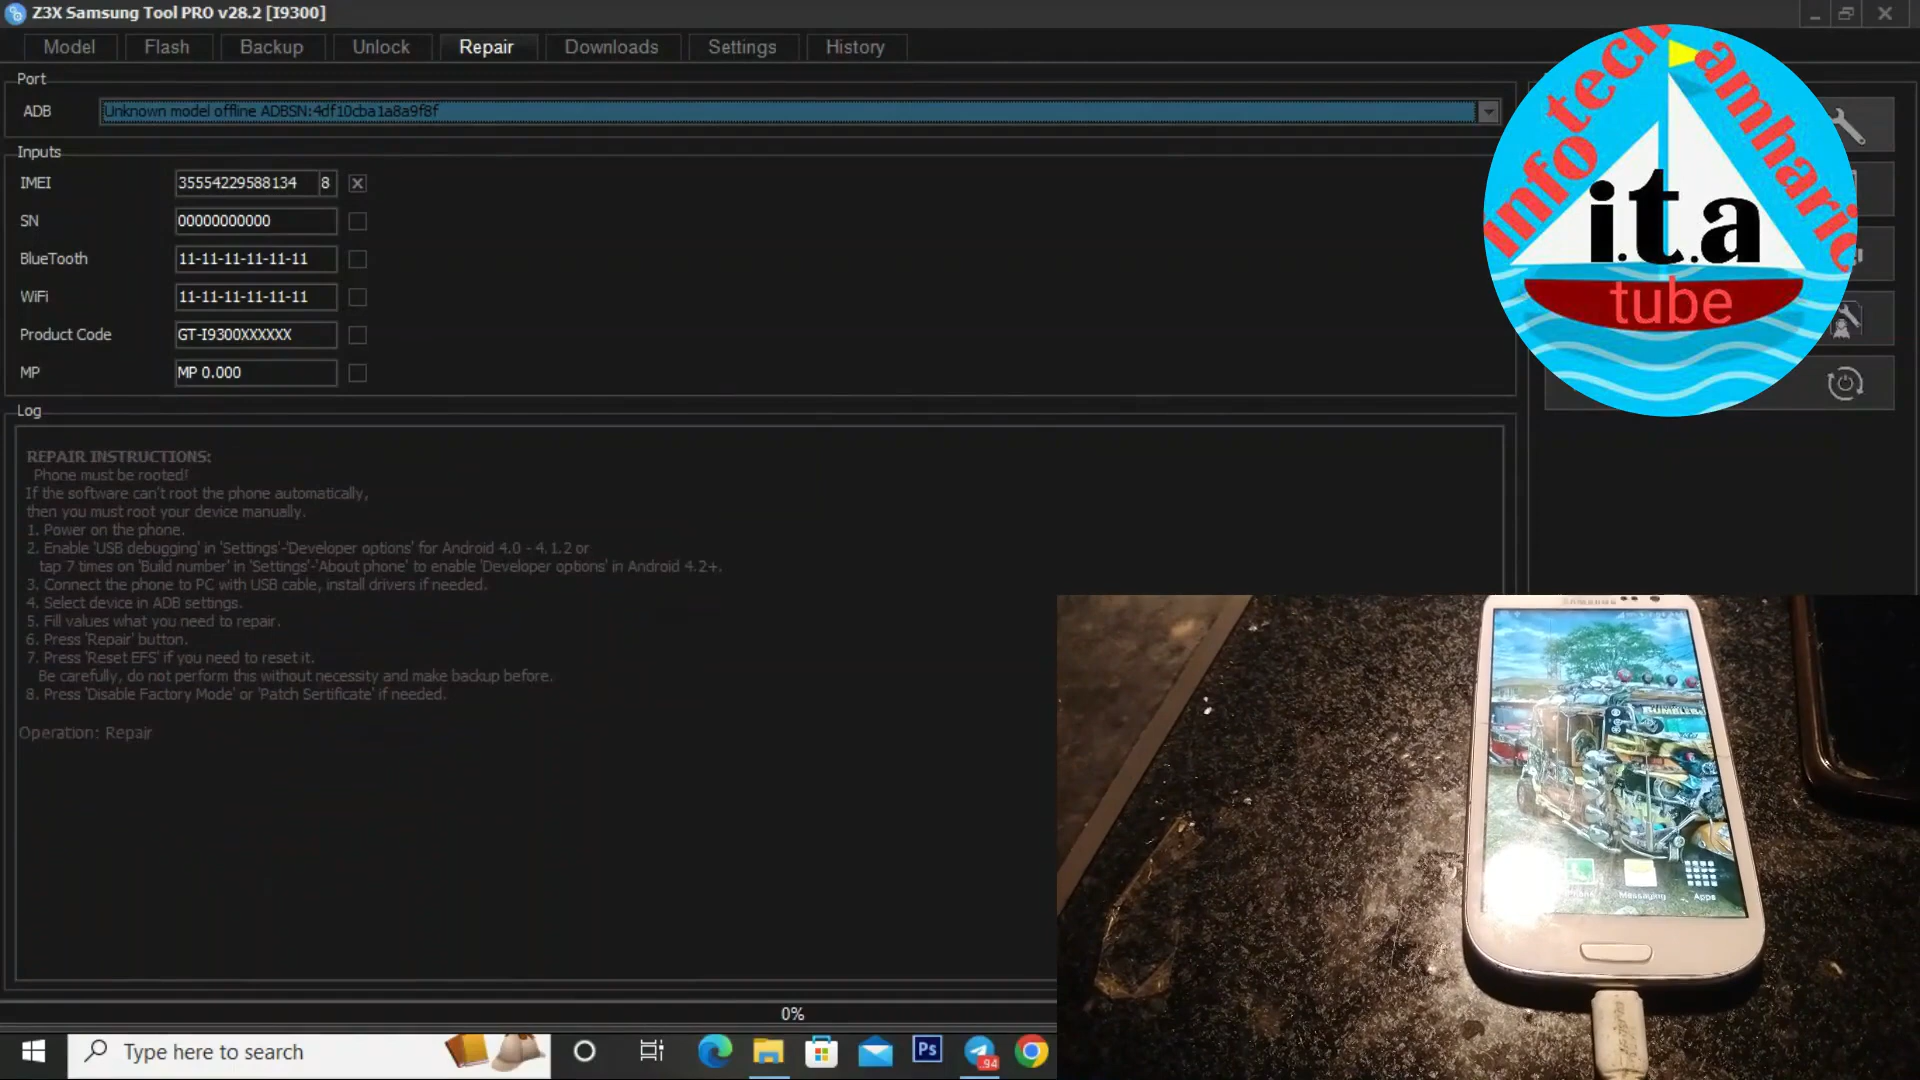 Z3X Samsung Tool PRO v28.2 [I9300]
Model Flash Backup Unlock Repair Downloads Settings History
Port
ADB Unknown model offline ADBSN:4df10cba1a8a9f8f
Inputs
IMEI 35554229588134 8
SN 00000000000
BlueTooth 11-11-11-11-11-11
WiFi 11-11-11-11-11-11
Product Code GT-I9300XXXXXX
MP MP 0.000
Log
REPAIR INSTRUCTIONS:
Phone must be rooted!
If the software can't root the phone automatically,
then you must root your device manually.
1. Power on the phone.
2. Enable 'USB debugging' in 'Settings'-'Developer options' for Android 4.0 - 4.1.2 or
tap 7 times on 'Build number' in 'Settings'-'About phone' to enable 'Developer options' in Android 4.2+.
3. Connect the phone to PC with USB cable, install drivers if needed.
4. Select device in ADB settings.
5. Fill values what you need to repair.
6. Press 'Repair' button.
7. Press 'Reset EFS' if you need to reset it.
Be carefully, do not perform this without necessity and make backup before.
8. Press 'Disable Factory Mode' or 'Patch Sertificate' if needed.
Operation: Repair
0%
Type here to search
Ps
94
infotech amharic
i.t.a
tube
SAMSUNG
Phone Messaging Apps